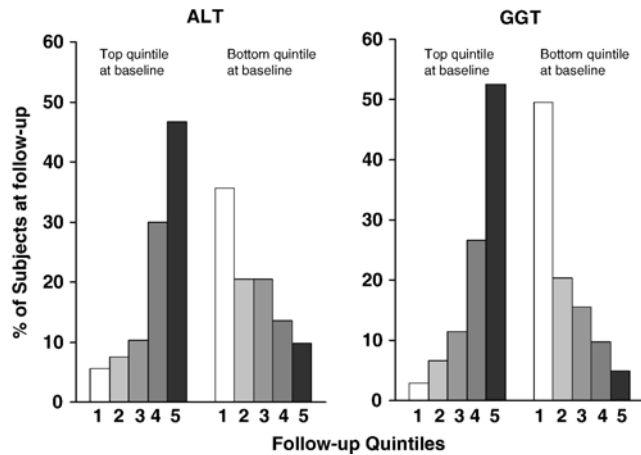 ALT
GGT
Top quintile
at baseline
Bottom quintile
at baseline
Top quintile
at baseline
Bottom quintile
at baseline
% of Subjects at follow-up
60
50
40
30
20
10
0
60
50
40
30
20
10
0
1 2 3 4 5 1 2 3 4 5
1 2 3 4 5 1 2 3 4 5
Follow-up Quintiles